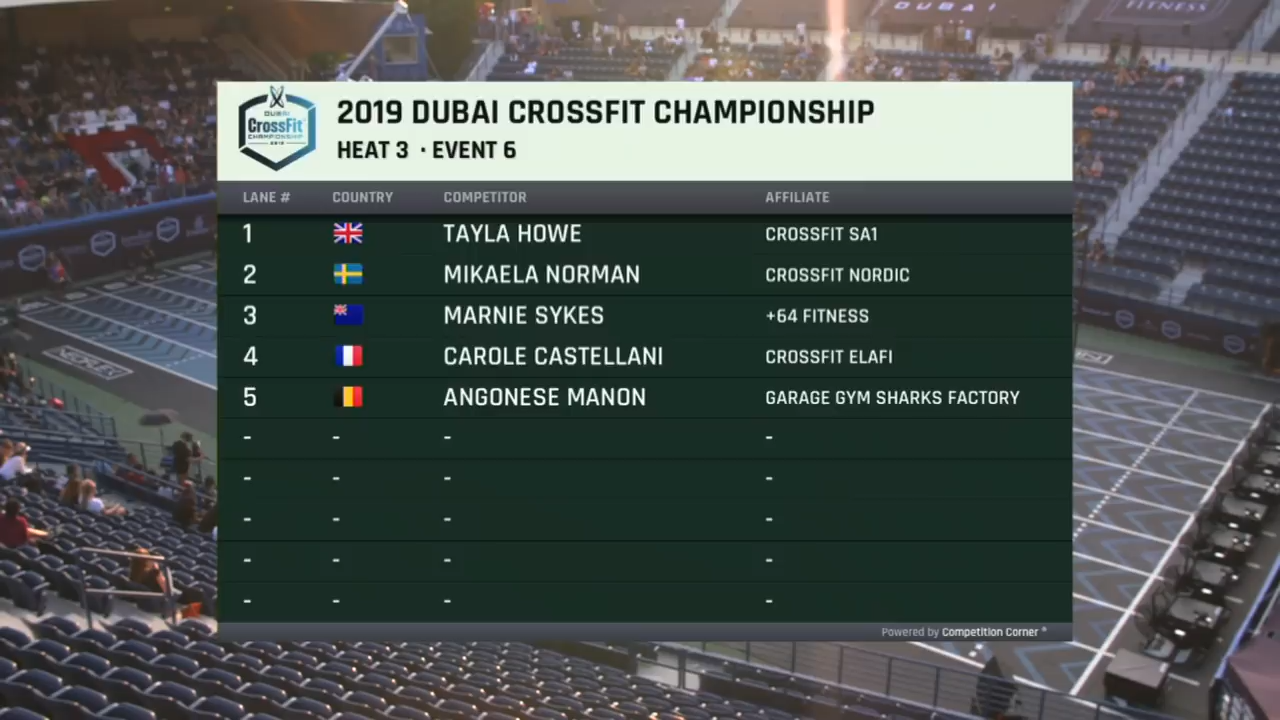 DUBAI
FITNESS
DUBAI
CrossFit
CHAMPIONSHIP
2019
2019 DUBAI CROSSFIT CHAMPIONSHIP
HEAT 3 · EVENT 6
LANE # COUNTRY COMPETITOR AFFILIATE
1 TAYLA HOWE CROSSFIT SA1
2 MIKAELA NORMAN CROSSFIT NORDIC
3 MARNIE SYKES +64 FITNESS
4 CAROLE CASTELLANI CROSSFIT ELAFI
5 ANGONESE MANON GARAGE GYM SHARKS FACTORY
- - - -
- - - -
- - - -
- - - -
- - - -
Powered by Competition Corner ®